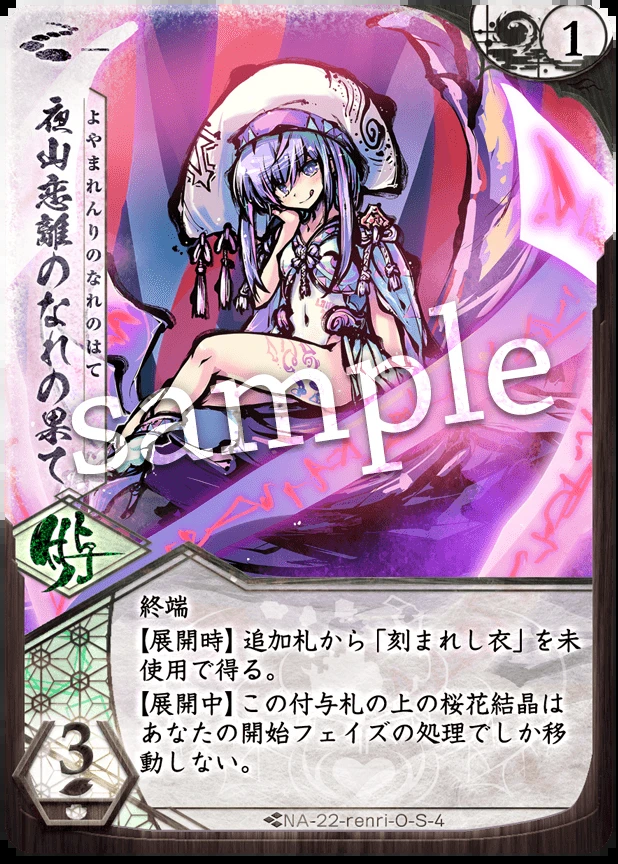 1
夜山恋離のなれの果て
よやまれんりのなれのはて
sample
付与
終端
【展開時】追加札から「刻まれし衣」を未
使用で得る。
【展開中】この付与札の上の桜花結晶は
あなたの開始フェイズの処理でしか移
動しない。
3
NA-22-renri-O-S-4